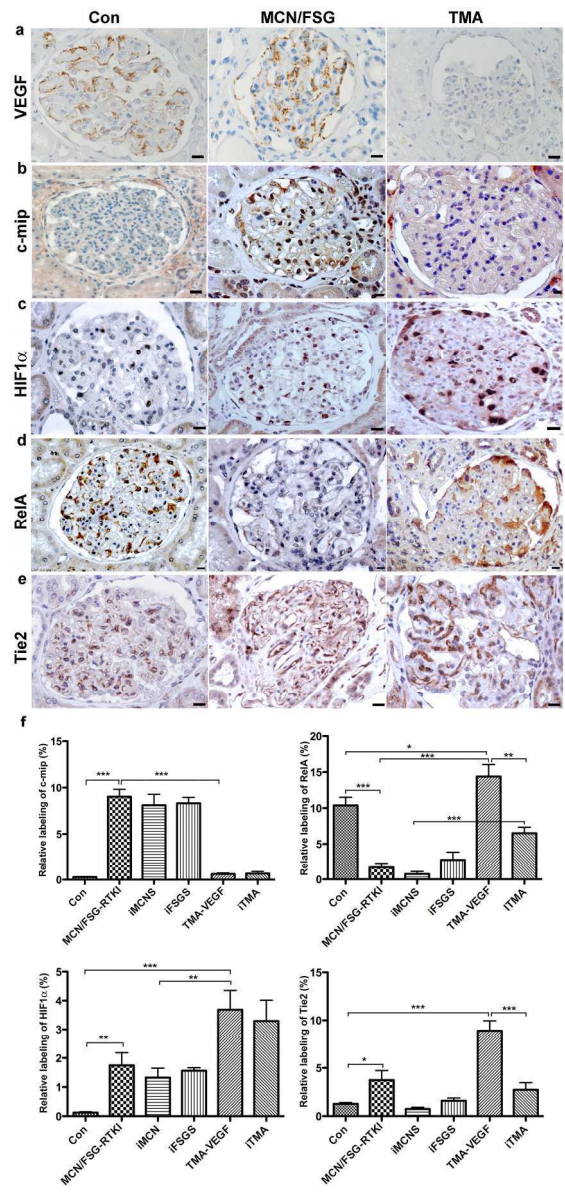 Con MCN/FSG TMA
a
VEGF
b
c-mip
c
HIF1α
d
RelA
e
Tie2
f
Relative labeling of c-mip (%)
15
10
5
0
*** ***
Con MCN/FSG-RTKI iMCNS iFSGS TMA-VEGF iTMA
Relative labeling of RelA (%)
20
15
10
5
0
*
*** **
***
***
Con MCN/FSG-RTKI iMCNS iFSGS TMA-VEGF iTMA
Relative labeling of HIF1α (%)
5
4
3
2
1
0
***
**
**
Con MCN/FSG-RTKI iMCN iFSGS TMA-VEGF iTMA
Relative labeling of Tie2 (%)
15
10
5
0
*** ***
*
Con MCN/FSG-RTKI iMCNS iFSGS TMA-VEGF iTMA